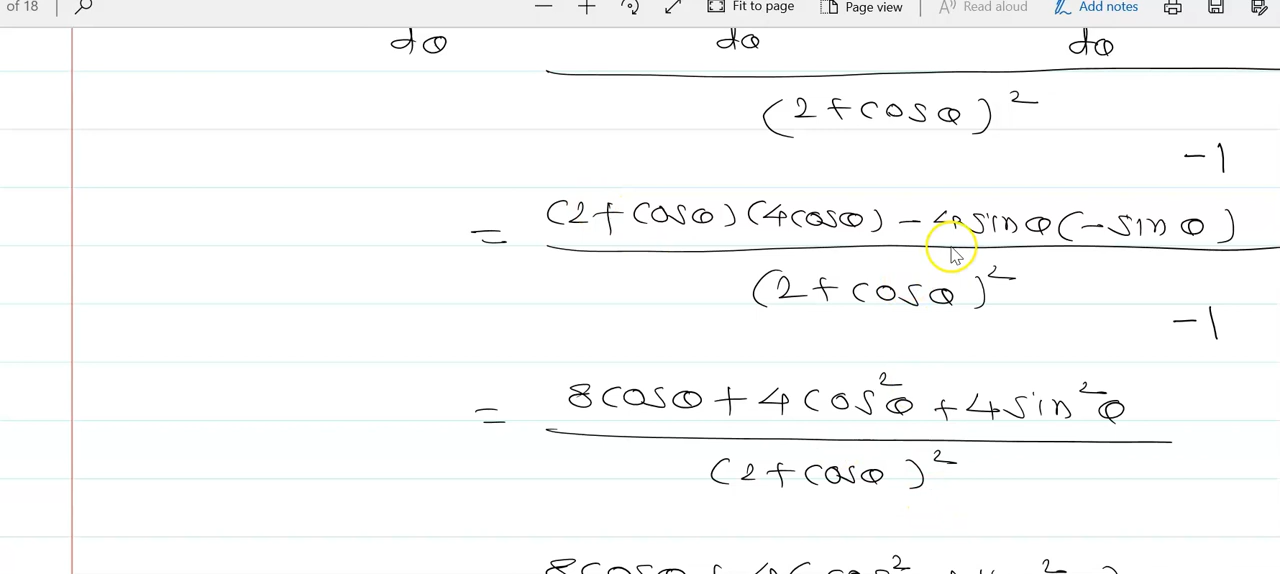 of 18 Fit to page Page view Read aloud Add notes
dθ dθ dθ
(2+cosθ)²
-1
= (2+cosθ)(4cosθ) - 4sinθ(-sinθ)
(2+cosθ)²
-1
= 8cosθ + 4cos²θ + 4sin²θ
(2+cosθ)²